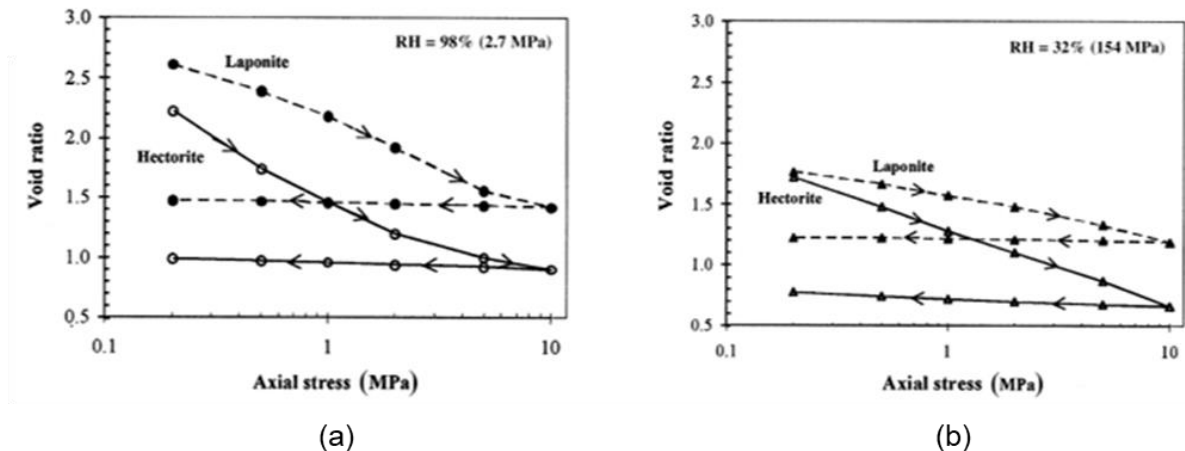 3.0
RH = 98% (2.7 MPa)
Laponite
2.5
2.0
Hectorite
1.5
1.0
0.5
0.1
1
10
Void ratio
Axial stress (MPa)
(a)
3.0
RH = 32% (154 MPa)
2.5
2.0
Laponite
Hectorite
1.5
1.0
0.5
0.1
1
10
Void ratio
Axial stress (MPa)
(b)